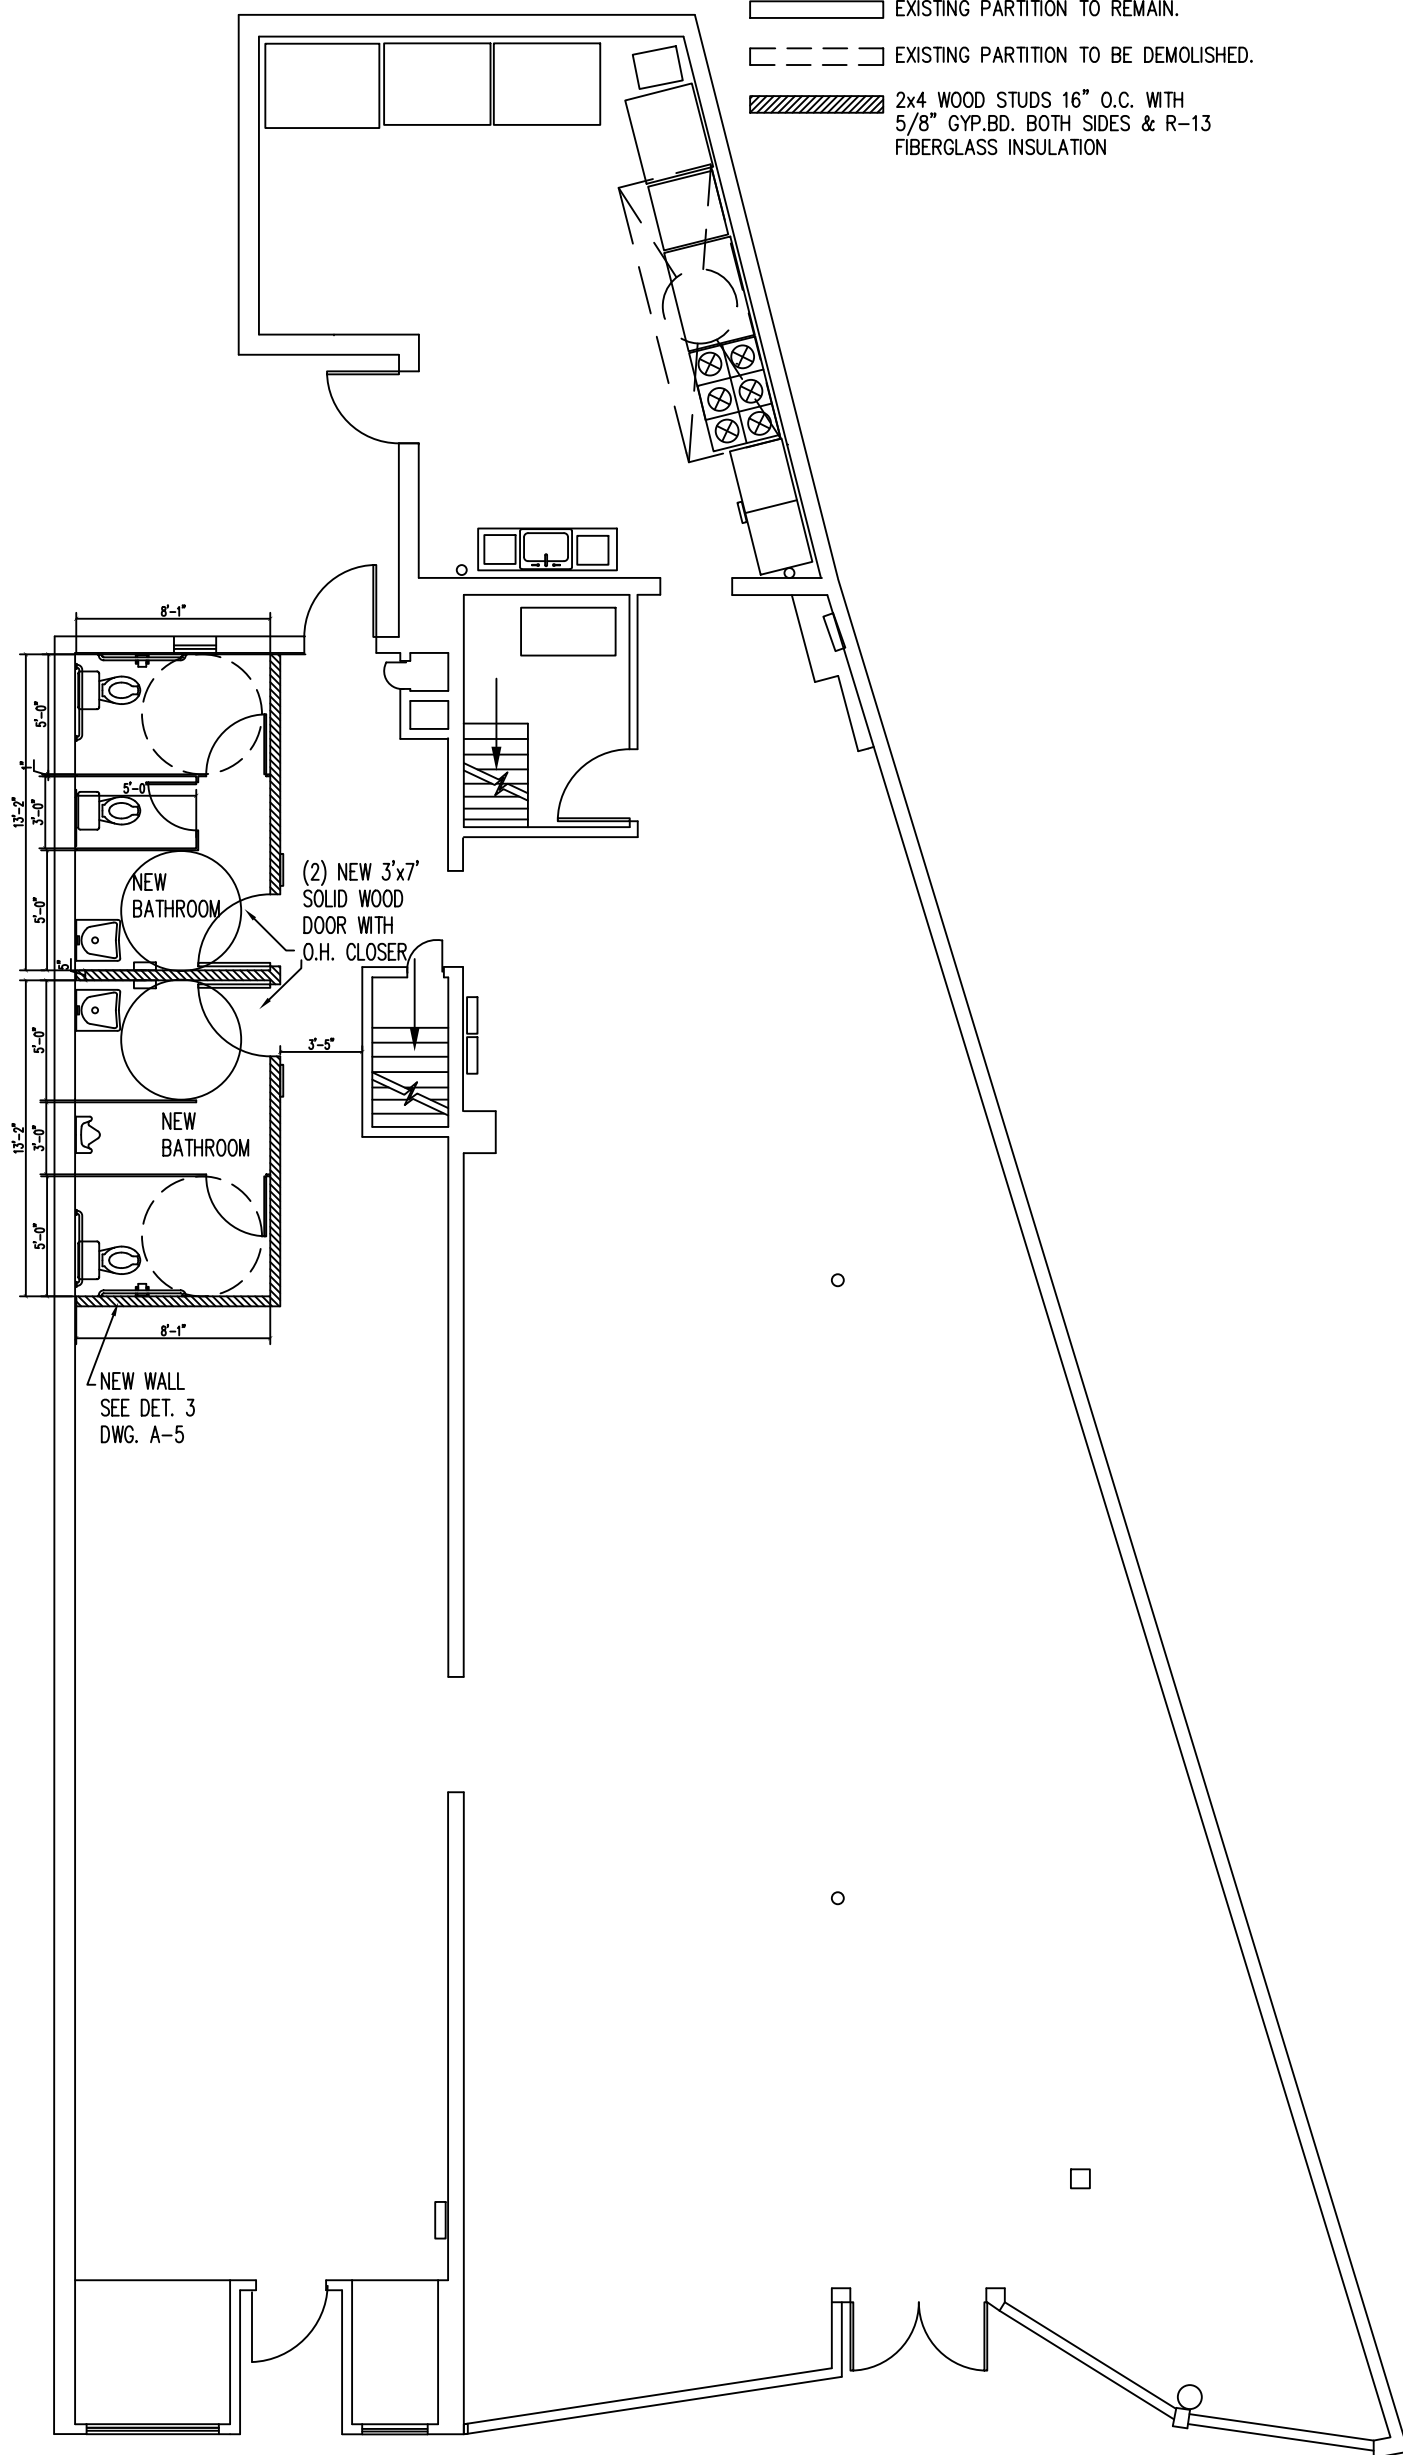 EXISTING PARTITION TO REMAIN.
EXISTING PARTITION TO BE DEMOLISHED.
2x4 WOOD STUDS 16" O.C. WITH
5/8" GYP.BD. BOTH SIDES & R-13
FIBERGLASS INSULATION
8'-1"
5'-0"
1"
13'-2"
3'-0"
5'-0"
5'-0"
NEW
BATHROOM
(2) NEW 3'x7'
SOLID WOOD
DOOR WITH
O.H. CLOSER
5"
5'-0"
3'-5"
13'-2"
3'-0"
NEW
BATHROOM
5'-0"
8'-1"
NEW WALL
SEE DET. 3
DWG. A-5